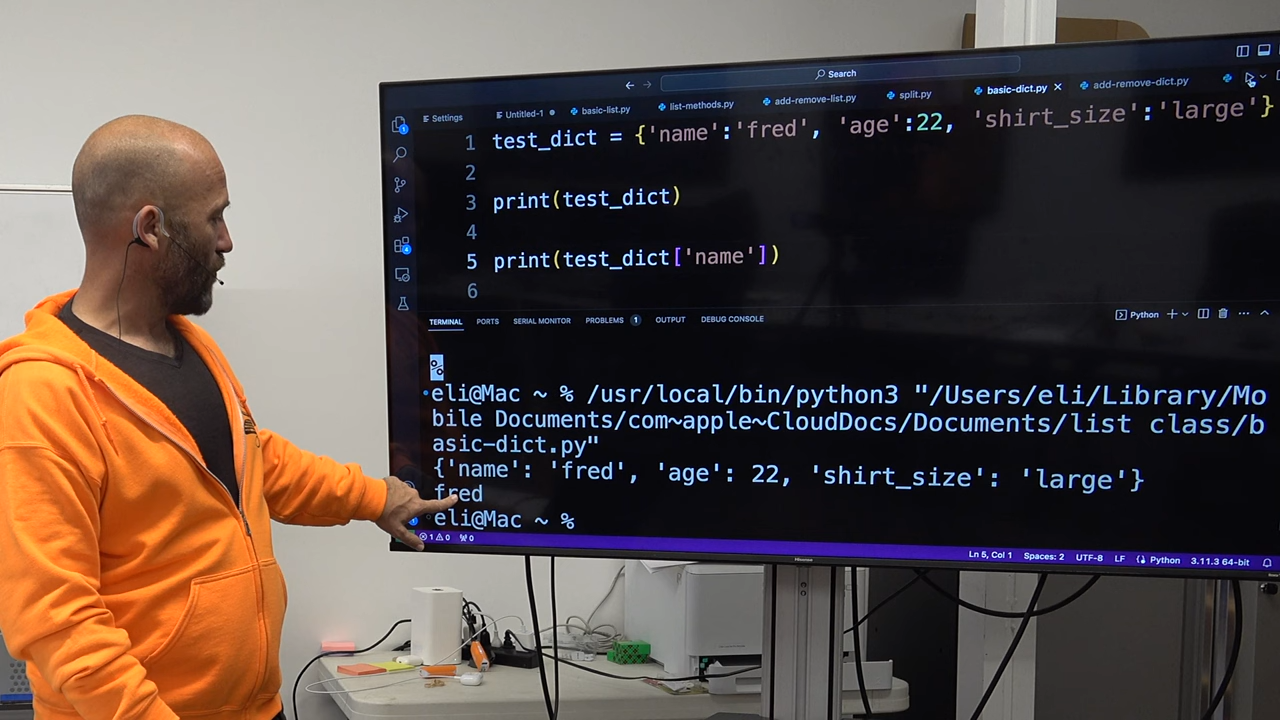 Search
Settings
Untitled-1
basic-list.py
list-methods.py
add-remove-list.py
split.py
basic-dict.py
add-remove-dict.py
1 test_dict = {'name':'fred', 'age':22, 'shirt_size':'large'}
2
3 print(test_dict)
4
5 print(test_dict['name'])
6
TERMINAL PORTS SERIAL MONITOR PROBLEMS 1 OUTPUT DEBUG CONSOLE
Python
%
eli@Mac ~ % /usr/local/bin/python3 "/Users/eli/Library/Mo
bile Documents/com~apple~CloudDocs/Documents/list class/b
asic-dict.py"
{'name': 'fred', 'age': 22, 'shirt_size': 'large'}
fred
eli@Mac ~ %
1 0 0 Ln 5, Col 1 Spaces: 2 UTF-8 LF Python 3.11.3 64-bit
Hisense